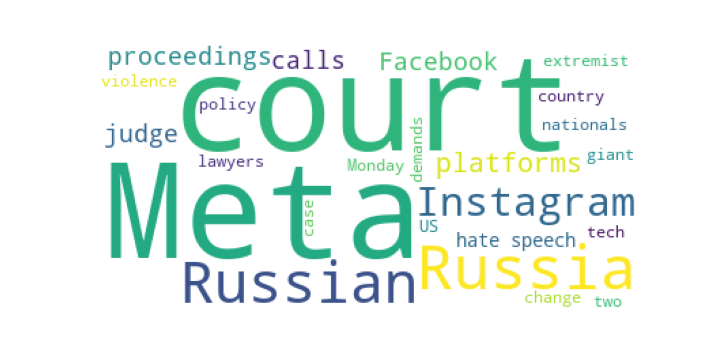 proceedings calls Facebook extremist
violence
court
policy
country
judge
nationals
lawyers
Monday
demands
platforms
giant
Meta
case
Instagram
US
hate speech
tech
Russian
Russia
change
two